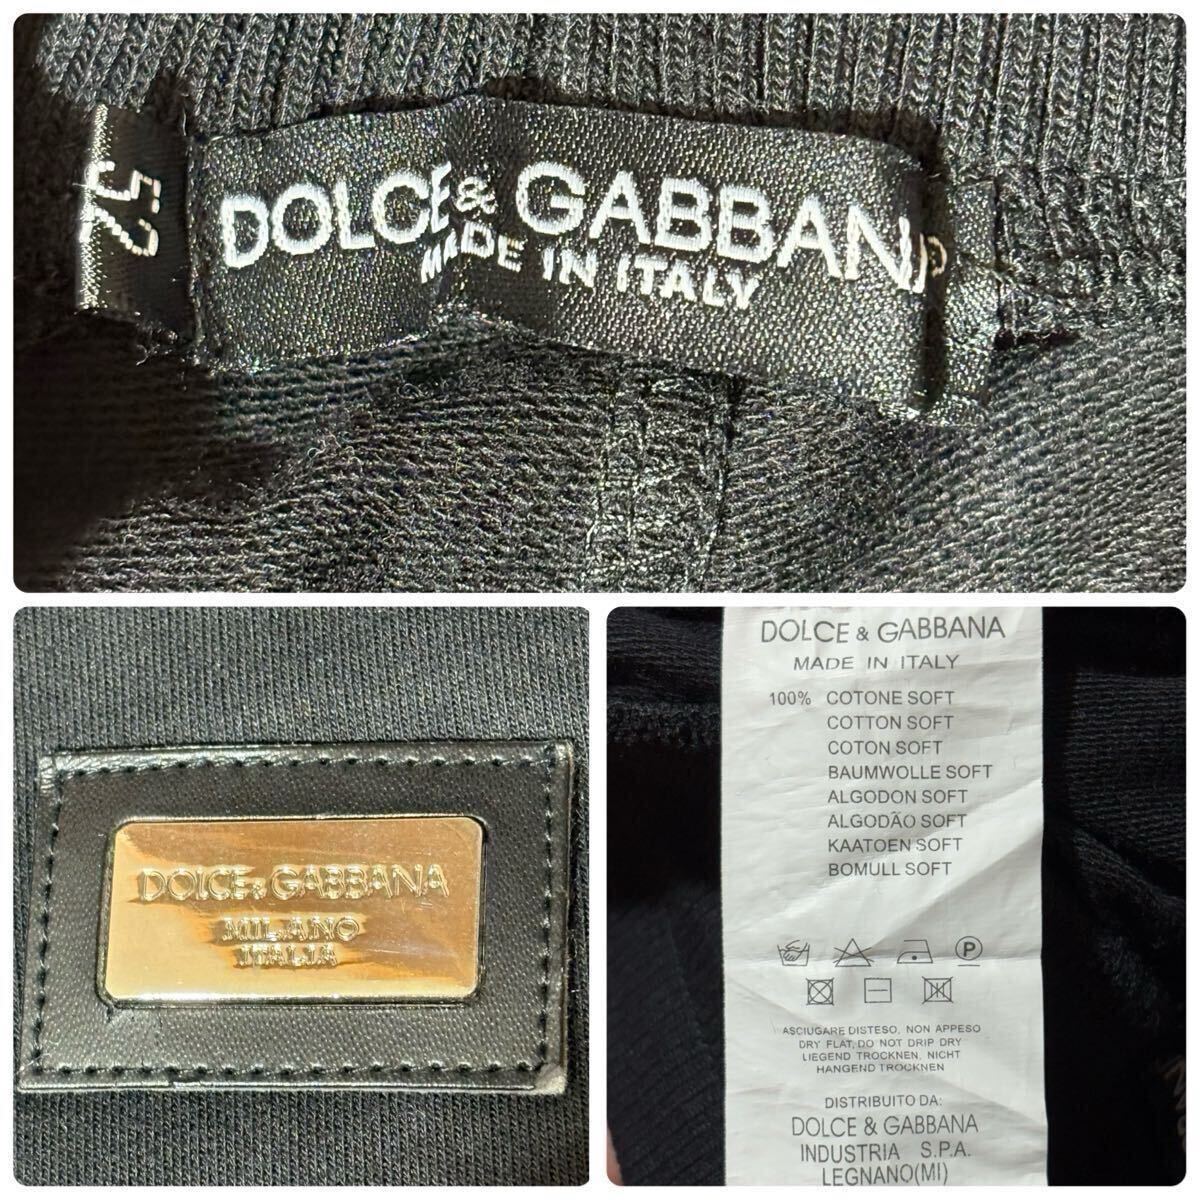 52
DOLCE & GABBANA
MADE IN ITALY
DOLCE & GABBANA
MILANO
ITALIA
DOLCE & GABBANA
MADE IN ITALY
100% COTONE SOFT
COTTON SOFT
COTON SOFT
BAUMWOLLE SOFT
ALGODON SOFT
ALGODÃO SOFT
KAATOEN SOFT
BOMULL SOFT
P
ASCIUGARE DISTESO, NON APPESO
DRY FLAT, DO NOT DRIP DRY
LIEGEND TROCKNEN, NICHT
HANGEND TROCKNEN
DISTRIBUITO DA:
DOLCE & GABBANA
INDUSTRIA S.P.A.
LEGNANO(MI)